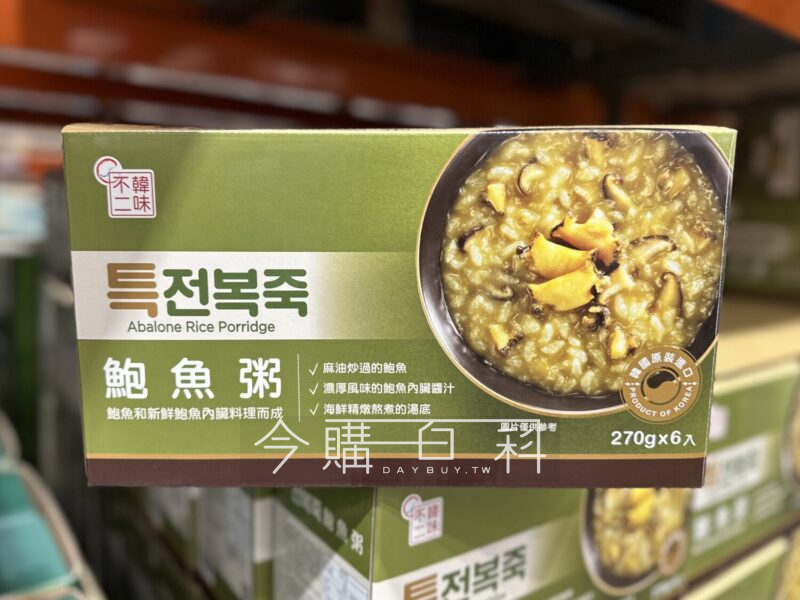 不韓
二味
특전복죽
Abalone Rice Porridge
鮑魚粥
鮑魚和新鮮鮑魚內臟料理而成
✓ 麻油炒過的鮑魚
✓ 濃厚風味的鮑魚內臟醬汁
✓ 海鮮精燉熬煮的湯底
韓國原裝進口
PRODUCT OF KOREA
圖片僅供參考
270g×6入
今購百科
DAYBUY.TW
鮑魚粥
不韓
二味
특전복죽